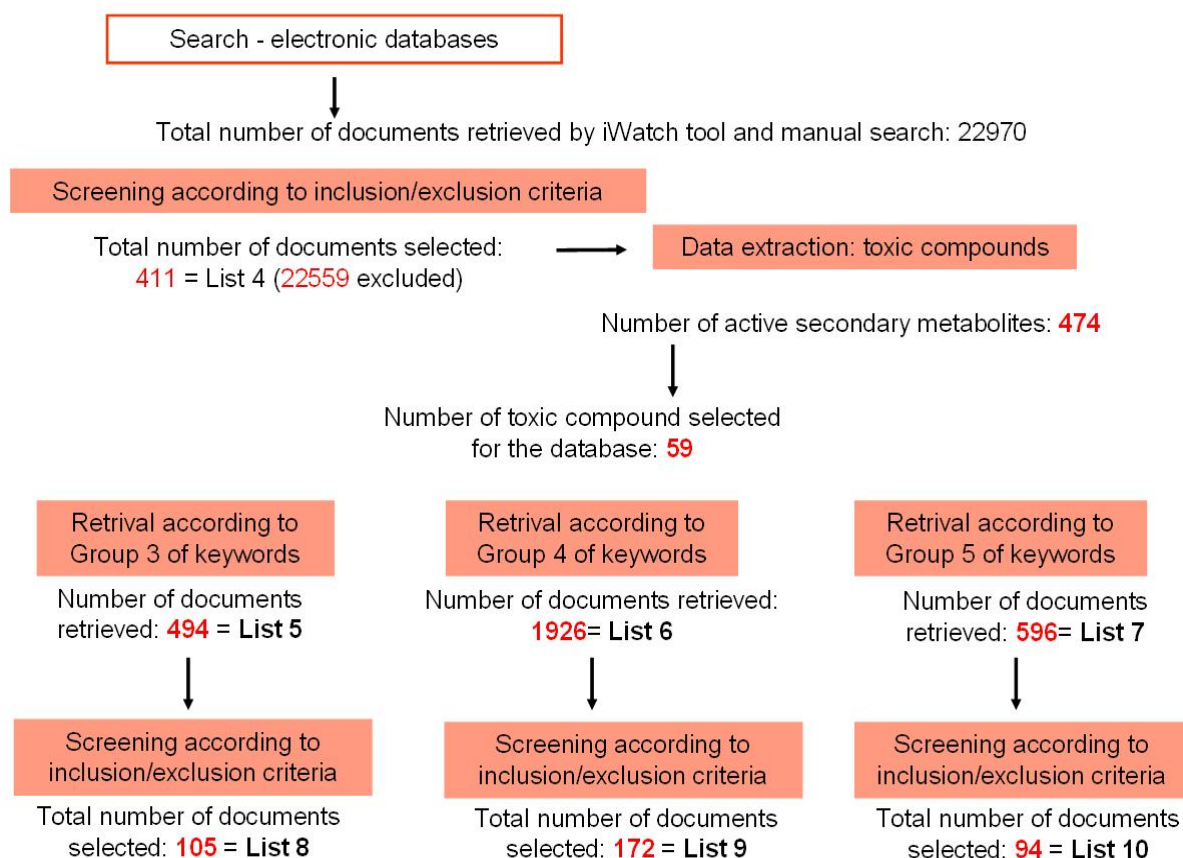 Search - electronic databases
Total number of documents retrieved by iWatch tool and manual search: 22970
Screening according to inclusion/exclusion criteria
Total number of documents selected:
411 = List 4 (22559 excluded)
Data extraction: toxic compounds
Number of active secondary metabolites: 474
Number of toxic compound selected
for the database: 59
Retrival according to
Group 3 of keywords
Number of documents
retrieved: 494 = List 5
Screening according to
inclusion/exclusion criteria
Total number of documents
selected: 105 = List 8
Retrival according to
Group 4 of keywords
Number of documents retrieved:
1926= List 6
Screening according to
inclusion/exclusion criteria
Total number of documents
selected: 172 = List 9
Retrival according to
Group 5 of keywords
Number of documents
retrieved: 596= List 7
Screening according to
inclusion/exclusion criteria
Total number of documents
selected: 94 = List 10